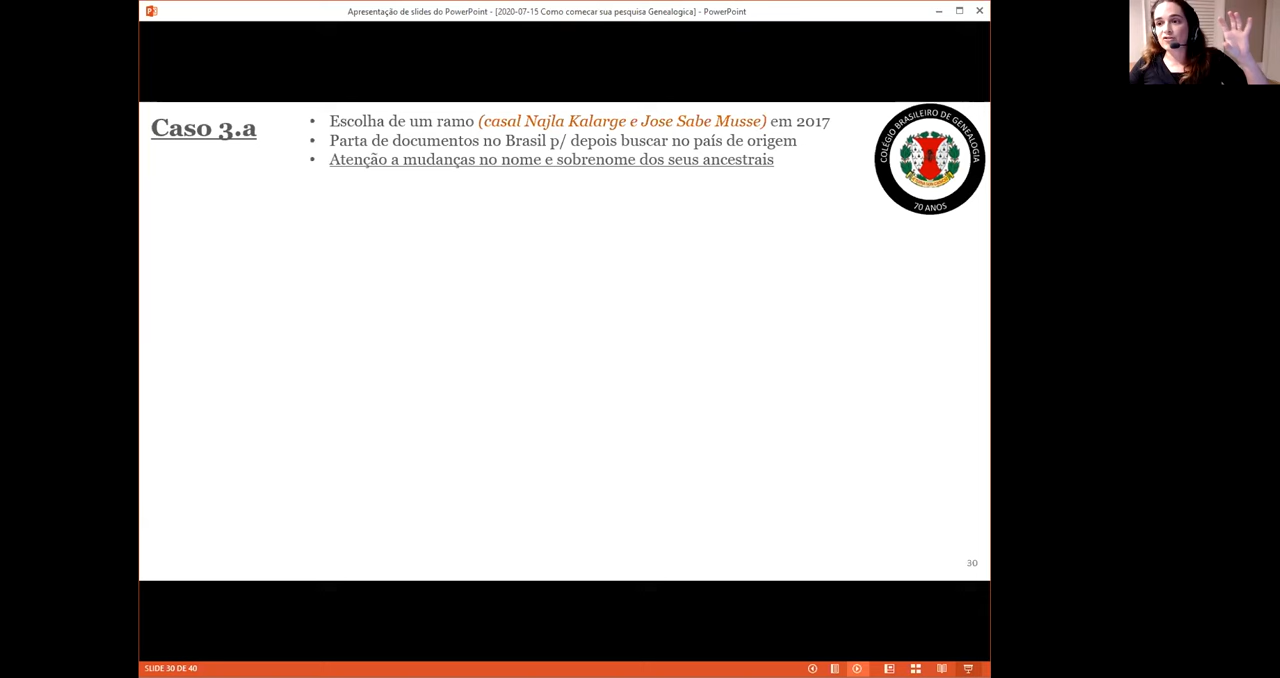 Apresentação de slides do PowerPoint - [2020-07-15 Como comecar sua pesquisa Genealogica] - PowerPoint
Caso 3.a
• Escolha de um ramo (casal Najla Kalarge e Jose Sabe Musse) em 2017
• Parta de documentos no Brasil p/ depois buscar no país de origem
• Atenção a mudanças no nome e sobrenome dos seus ancestrais
COLÉGIO BRASILEIRO DE GENEALOGIA
70 ANOS
30
SLIDE 30 DE 40